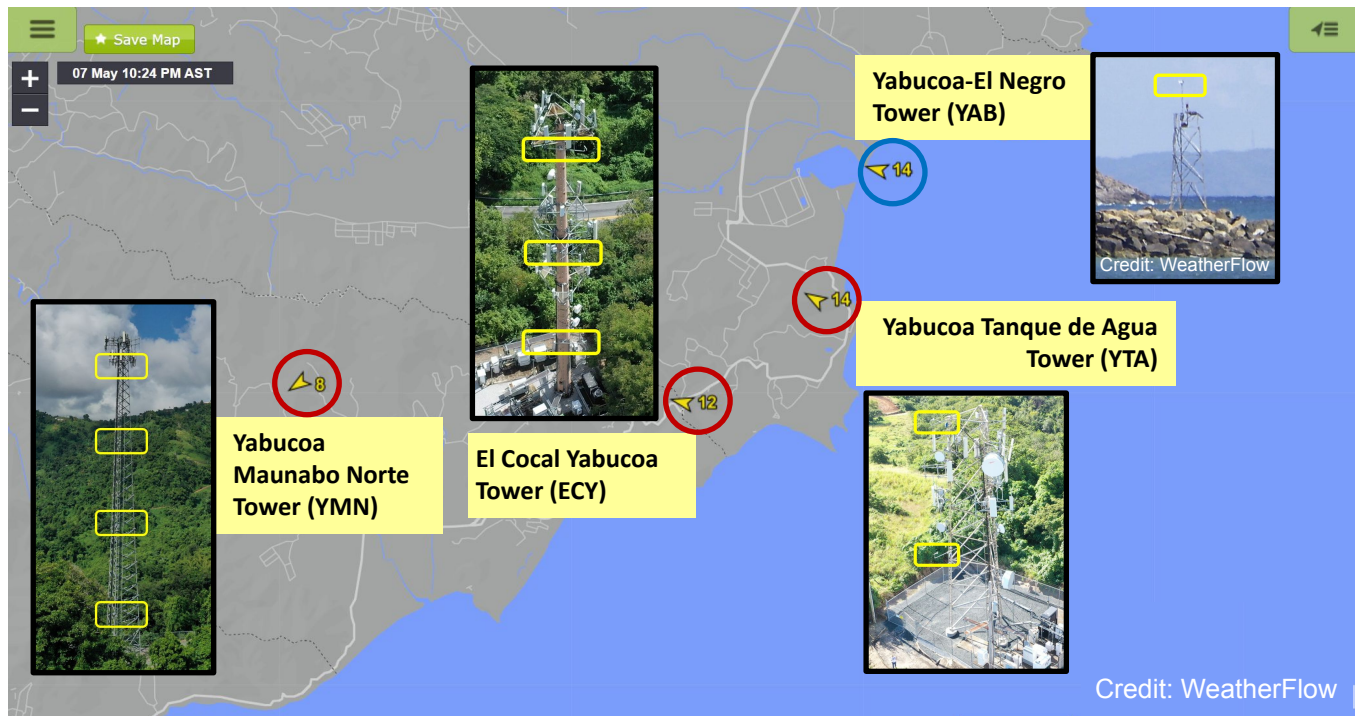 ★ Save Map
+
07 May 10:24 PM AST
−
Yabucoa-El Negro
Tower (YAB)
14
Credit: WeatherFlow
14
Yabucoa Tanque de Agua
Tower (YTA)
8
Yabucoa
Maunabo Norte
Tower (YMN)
12
El Cocal Yabucoa
Tower (ECY)
Credit: WeatherFlow